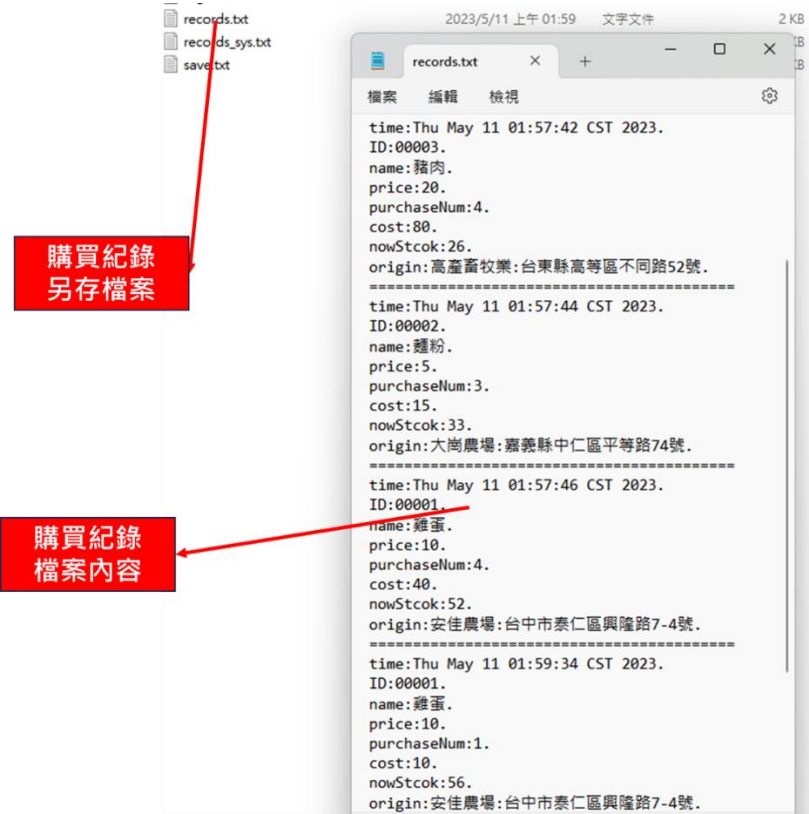 records.txt 2023/5/11 上午 01:59 文字文件 2 KB
records_sys.txt
save.txt
records.txt
檔案 編輯 檢視
time:Thu May 11 01:57:42 CST 2023.
ID:00003.
name:豬肉.
price:20.
purchaseNum:4.
cost:80.
nowStcok:26.
origin:高產畜牧業:台東縣高等區不同路52號.
==========================================
time:Thu May 11 01:57:44 CST 2023.
ID:00002.
name:麵粉.
price:5.
purchaseNum:3.
cost:15.
nowStcok:33.
origin:大崗農場:嘉義縣中仁區平等路74號.
==========================================
time:Thu May 11 01:57:46 CST 2023.
ID:00001.
name:雞蛋.
price:10.
purchaseNum:4.
cost:40.
nowStcok:52.
origin:安佳農場:台中市泰仁區興隆路7-4號.
==========================================
time:Thu May 11 01:59:34 CST 2023.
ID:00001.
name:雞蛋.
price:10.
purchaseNum:1.
cost:10.
nowStcok:56.
origin:安佳農場:台中市泰仁區興隆路7-4號.
購買紀錄
另存檔案
購買紀錄
檔案內容